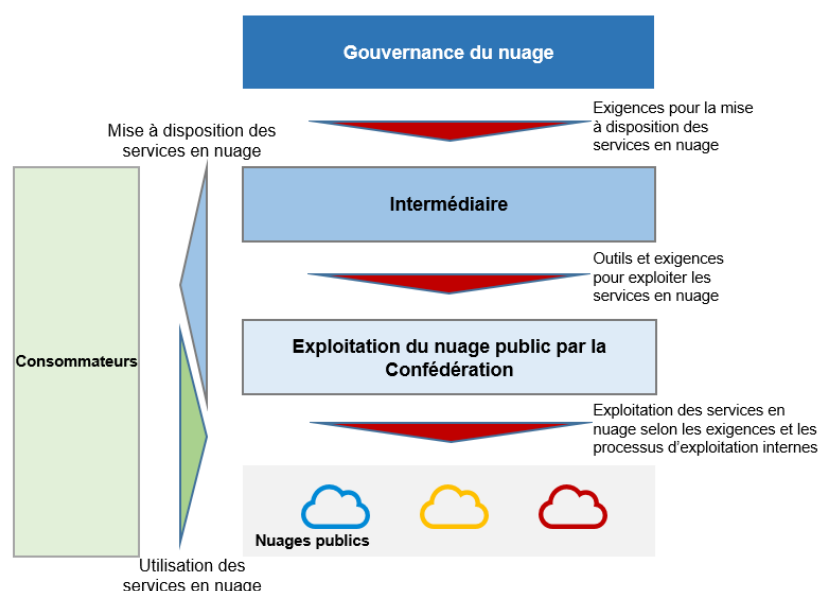 Gouvernance du nuage
Exigences pour la mise
à disposition des
services en nuage
Mise à disposition des
services en nuage
Intermédiaire
Outils et exigences
pour exploiter les
services en nuage
Consommateurs
Exploitation du nuage public par la
Confédération
Exploitation des services en
nuage selon les exigences et les
processus d'exploitation internes
Nuages publics
Utilisation des
services en nuage